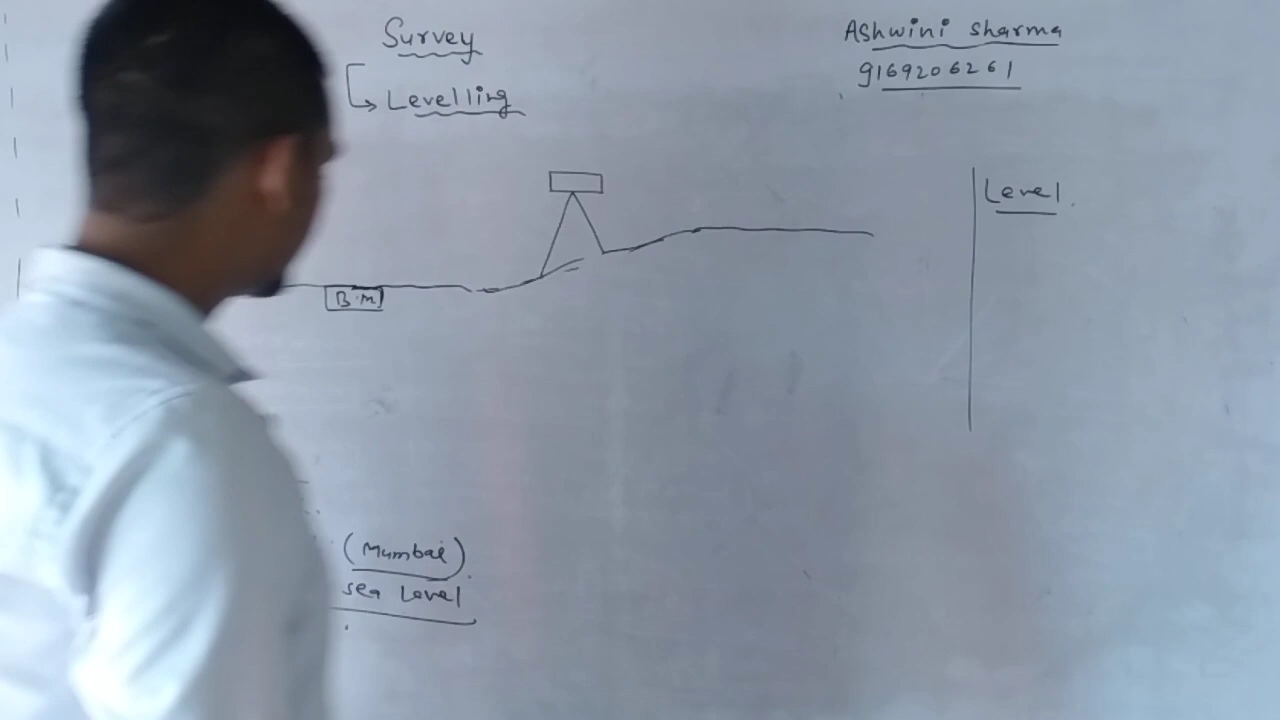 Survey
Levelling
Ashwini sharma
9169206261
Level.
B.M
(Mumbai)
sea Level